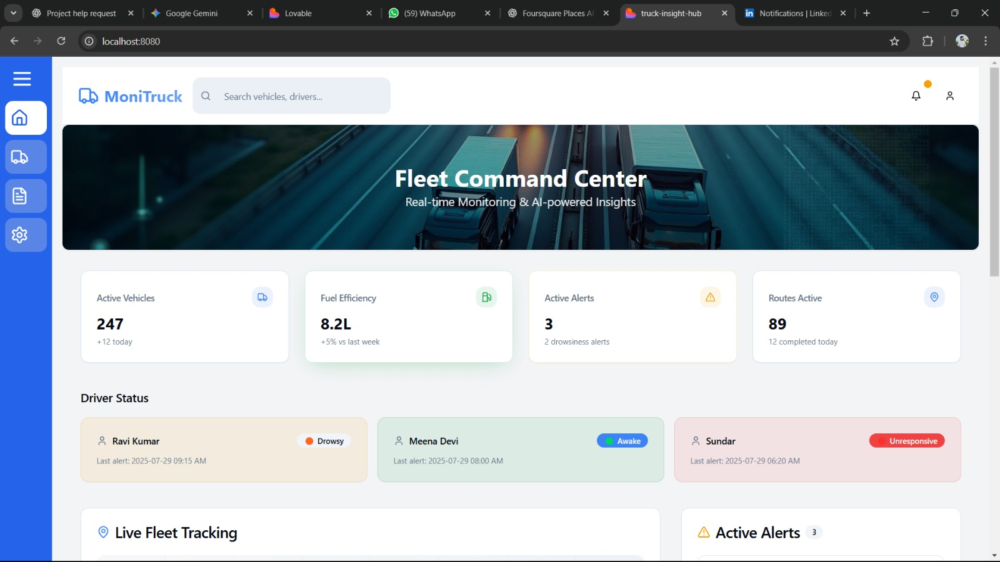 Project help request
Google Gemini
Lovable
(59) WhatsApp
Foursquare Places A
truck-insight-hub
Notifications | Linked
localhost:8080
MoniTruck
Search vehicles, drivers...
Fleet Command Center
Real-time Monitoring & AI-powered Insights
Active Vehicles
247
+12 today
Fuel Efficiency
8.2L
+5% vs last week
Active Alerts
3
2 drowsiness alerts
Routes Active
89
12 completed today
Driver Status
Ravi Kumar
Drowsy
Last alert: 2025-07-29 09:15 AM
Meena Devi
Awake
Last alert: 2025-07-29 08:00 AM
Sundar
Unresponsive
Last alert: 2025-07-29 06:20 AM
Live Fleet Tracking
Active Alerts 3